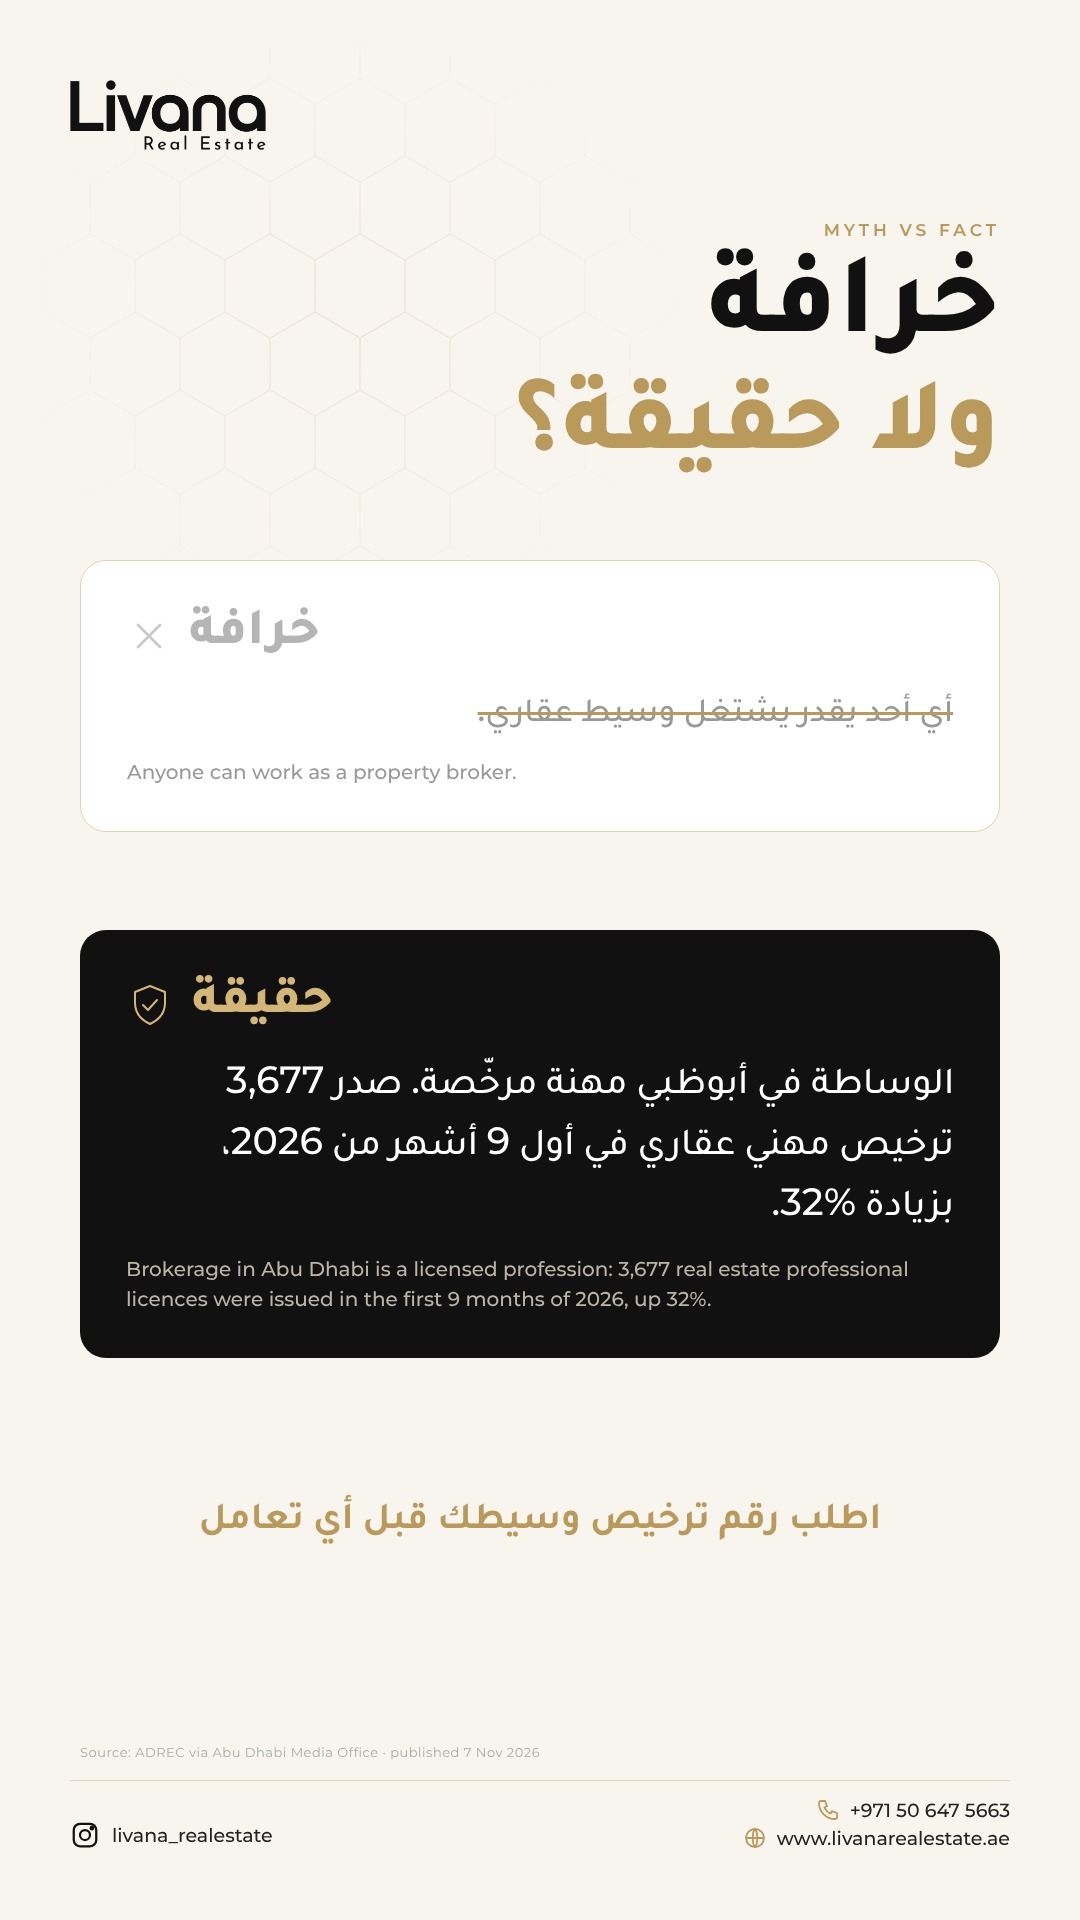 Livana
Real Estate
MYTH VS FACT
خرافة
ولا حقيقة؟
خرافة
أي أحد يقدر يشتغل وسيط عقاري.
Anyone can work as a property broker.
حقيقة
الوساطة في أبوظبي مهنة مرخّصة. صدر 3,677
ترخيص مهني عقاري في أول 9 أشهر من 2026،
بزيادة 32%.
Brokerage in Abu Dhabi is a licensed profession: 3,677 real estate professional
licences were issued in the first 9 months of 2026, up 32%.
اطلب رقم ترخيص وسيطك قبل أي تعامل
Source: ADREC via Abu Dhabi Media Office · published 7 Nov 2026
livana_realestate
+971 50 647 5663
www.livanarealestate.ae